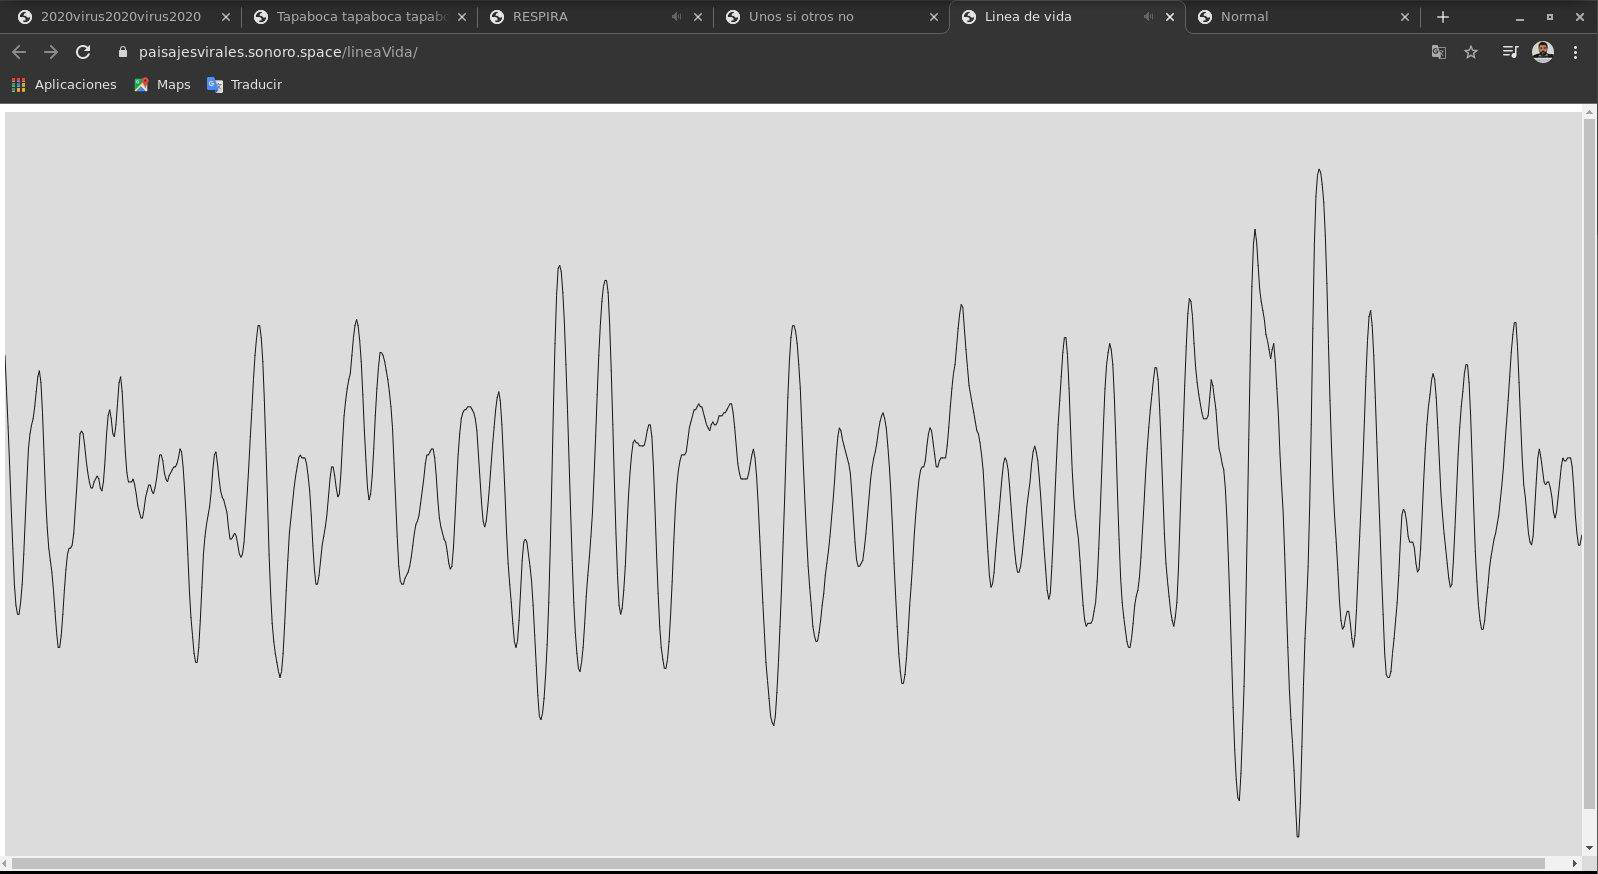 2020virus2020virus2020
Tapaboca tapaboca tapabo
RESPIRA
Unos si otros no
Linea de vida
Normal
paisajesvirales.sonoro.space/lineaVida/
Aplicaciones
Maps
Traducir